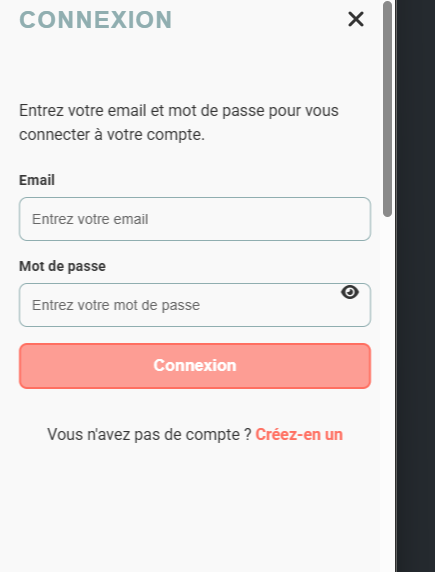 CONNEXION
Entrez votre email et mot de passe pour vous
connecter à votre compte.
Email
Entrez votre email
Mot de passe
Entrez votre mot de passe
Connexion
Vous n'avez pas de compte ? Créez-en un